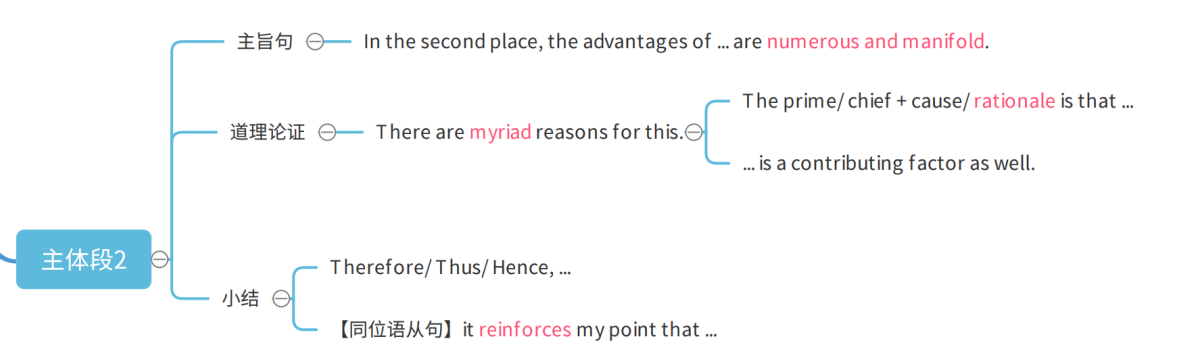 主旨句
In the second place, the advantages of ... are numerous and manifold.
道理论证
There are myriad reasons for this.
The prime/ chief + cause/ rationale is that ...
... is a contributing factor as well.
主体段2
小结
Therefore/ Thus/ Hence, ...
【同位语从句】it reinforces my point that ...